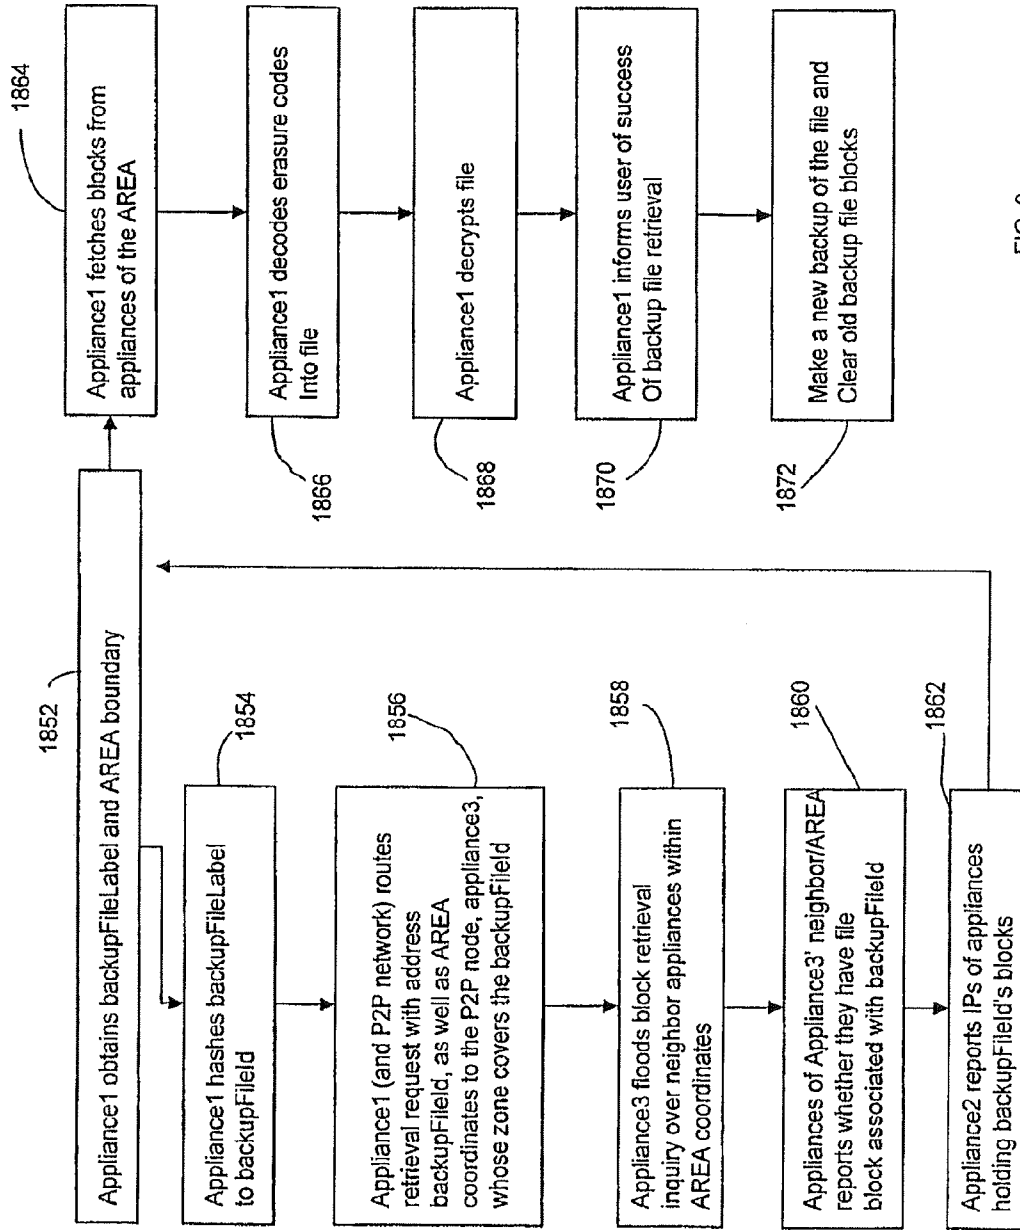 1852
Appliance1 obtains backupFileLabel and AREA boundary
1854
Appliance1 hashes backupFileLabel
to backupFileId
1856
Appliance1 (and P2P network) routes
retrieval request with address
backupFileId, as well as AREA
coordinates to the P2P node, appliance3,
whose zone covers the backupFileId
1858
Appliance3 floods block retrieval
inquiry over neighbor appliances within
AREA coordinates
1860
Appliances of Appliance3' neighbor/AREA
reports whether they have file
block associated with backupFileId
1862
Appliance2 reports IPs of appliances
holding backupFileId's blocks
1864
Appliance1 fetches blocks from
appliances of the AREA
1866
Appliance1 decodes erasure codes
Into file
1868
Appliance1 decrypts file
1870
Appliance1 informs user of success
Of backup file retrieval
1872
Make a new backup of the file and
Clear old backup file blocks